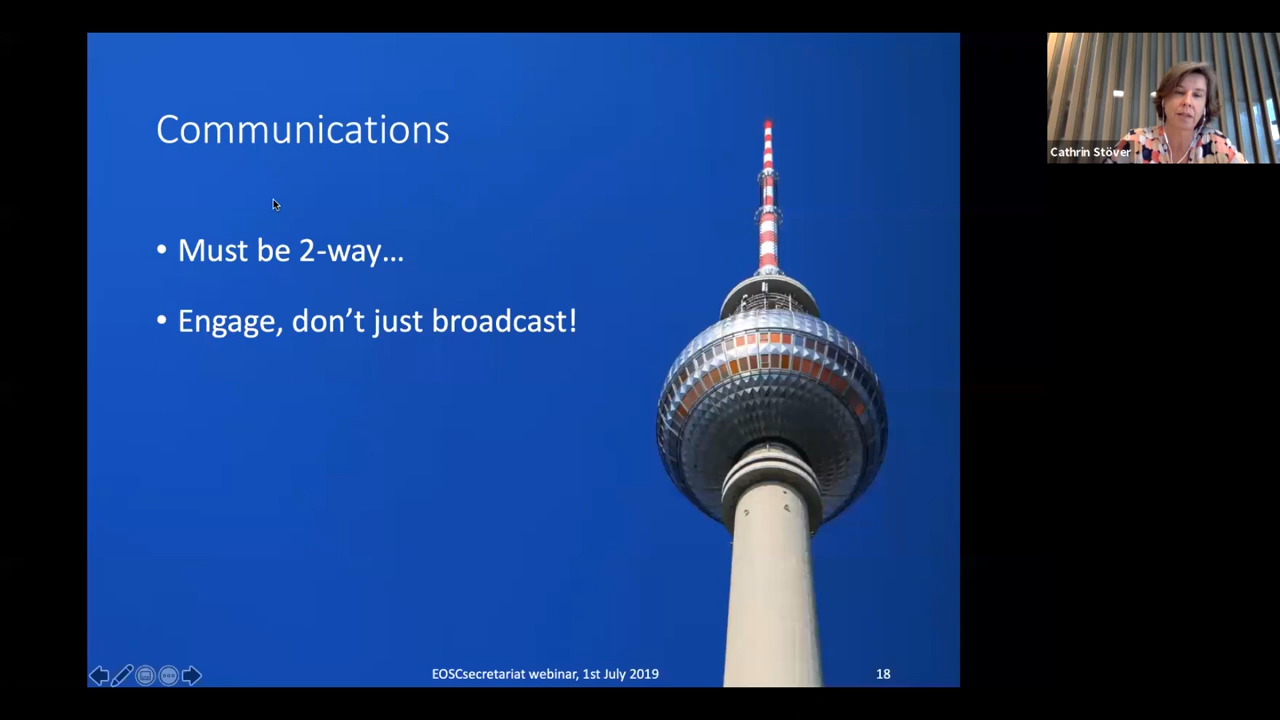 Communications
• Must be 2-way...
• Engage, don’t just broadcast!
EOSCsecretariat webinar, 1st July 2019
18
Cathrin Stöver